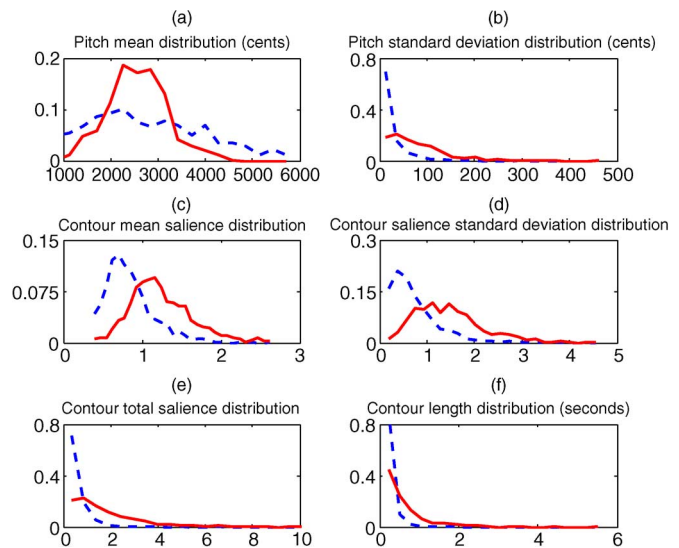 (a)
Pitch mean distribution (cents)
0.2
0.1
0
1000 2000 3000 4000 5000 6000
(b)
Pitch standard deviation distribution (cents)
0.8
0.4
0
0 100 200 300 400 500
(c)
Contour mean salience distribution
0.15
0.075
0
0 1 2 3
(d)
Contour salience standard deviation distribution
0.3
0.15
0
0 1 2 3 4 5
(e)
Contour total salience distribution
0.8
0.4
0
0 2 4 6 8 10
(f)
Contour length distribution (seconds)
0.8
0.4
0
0 2 4 6